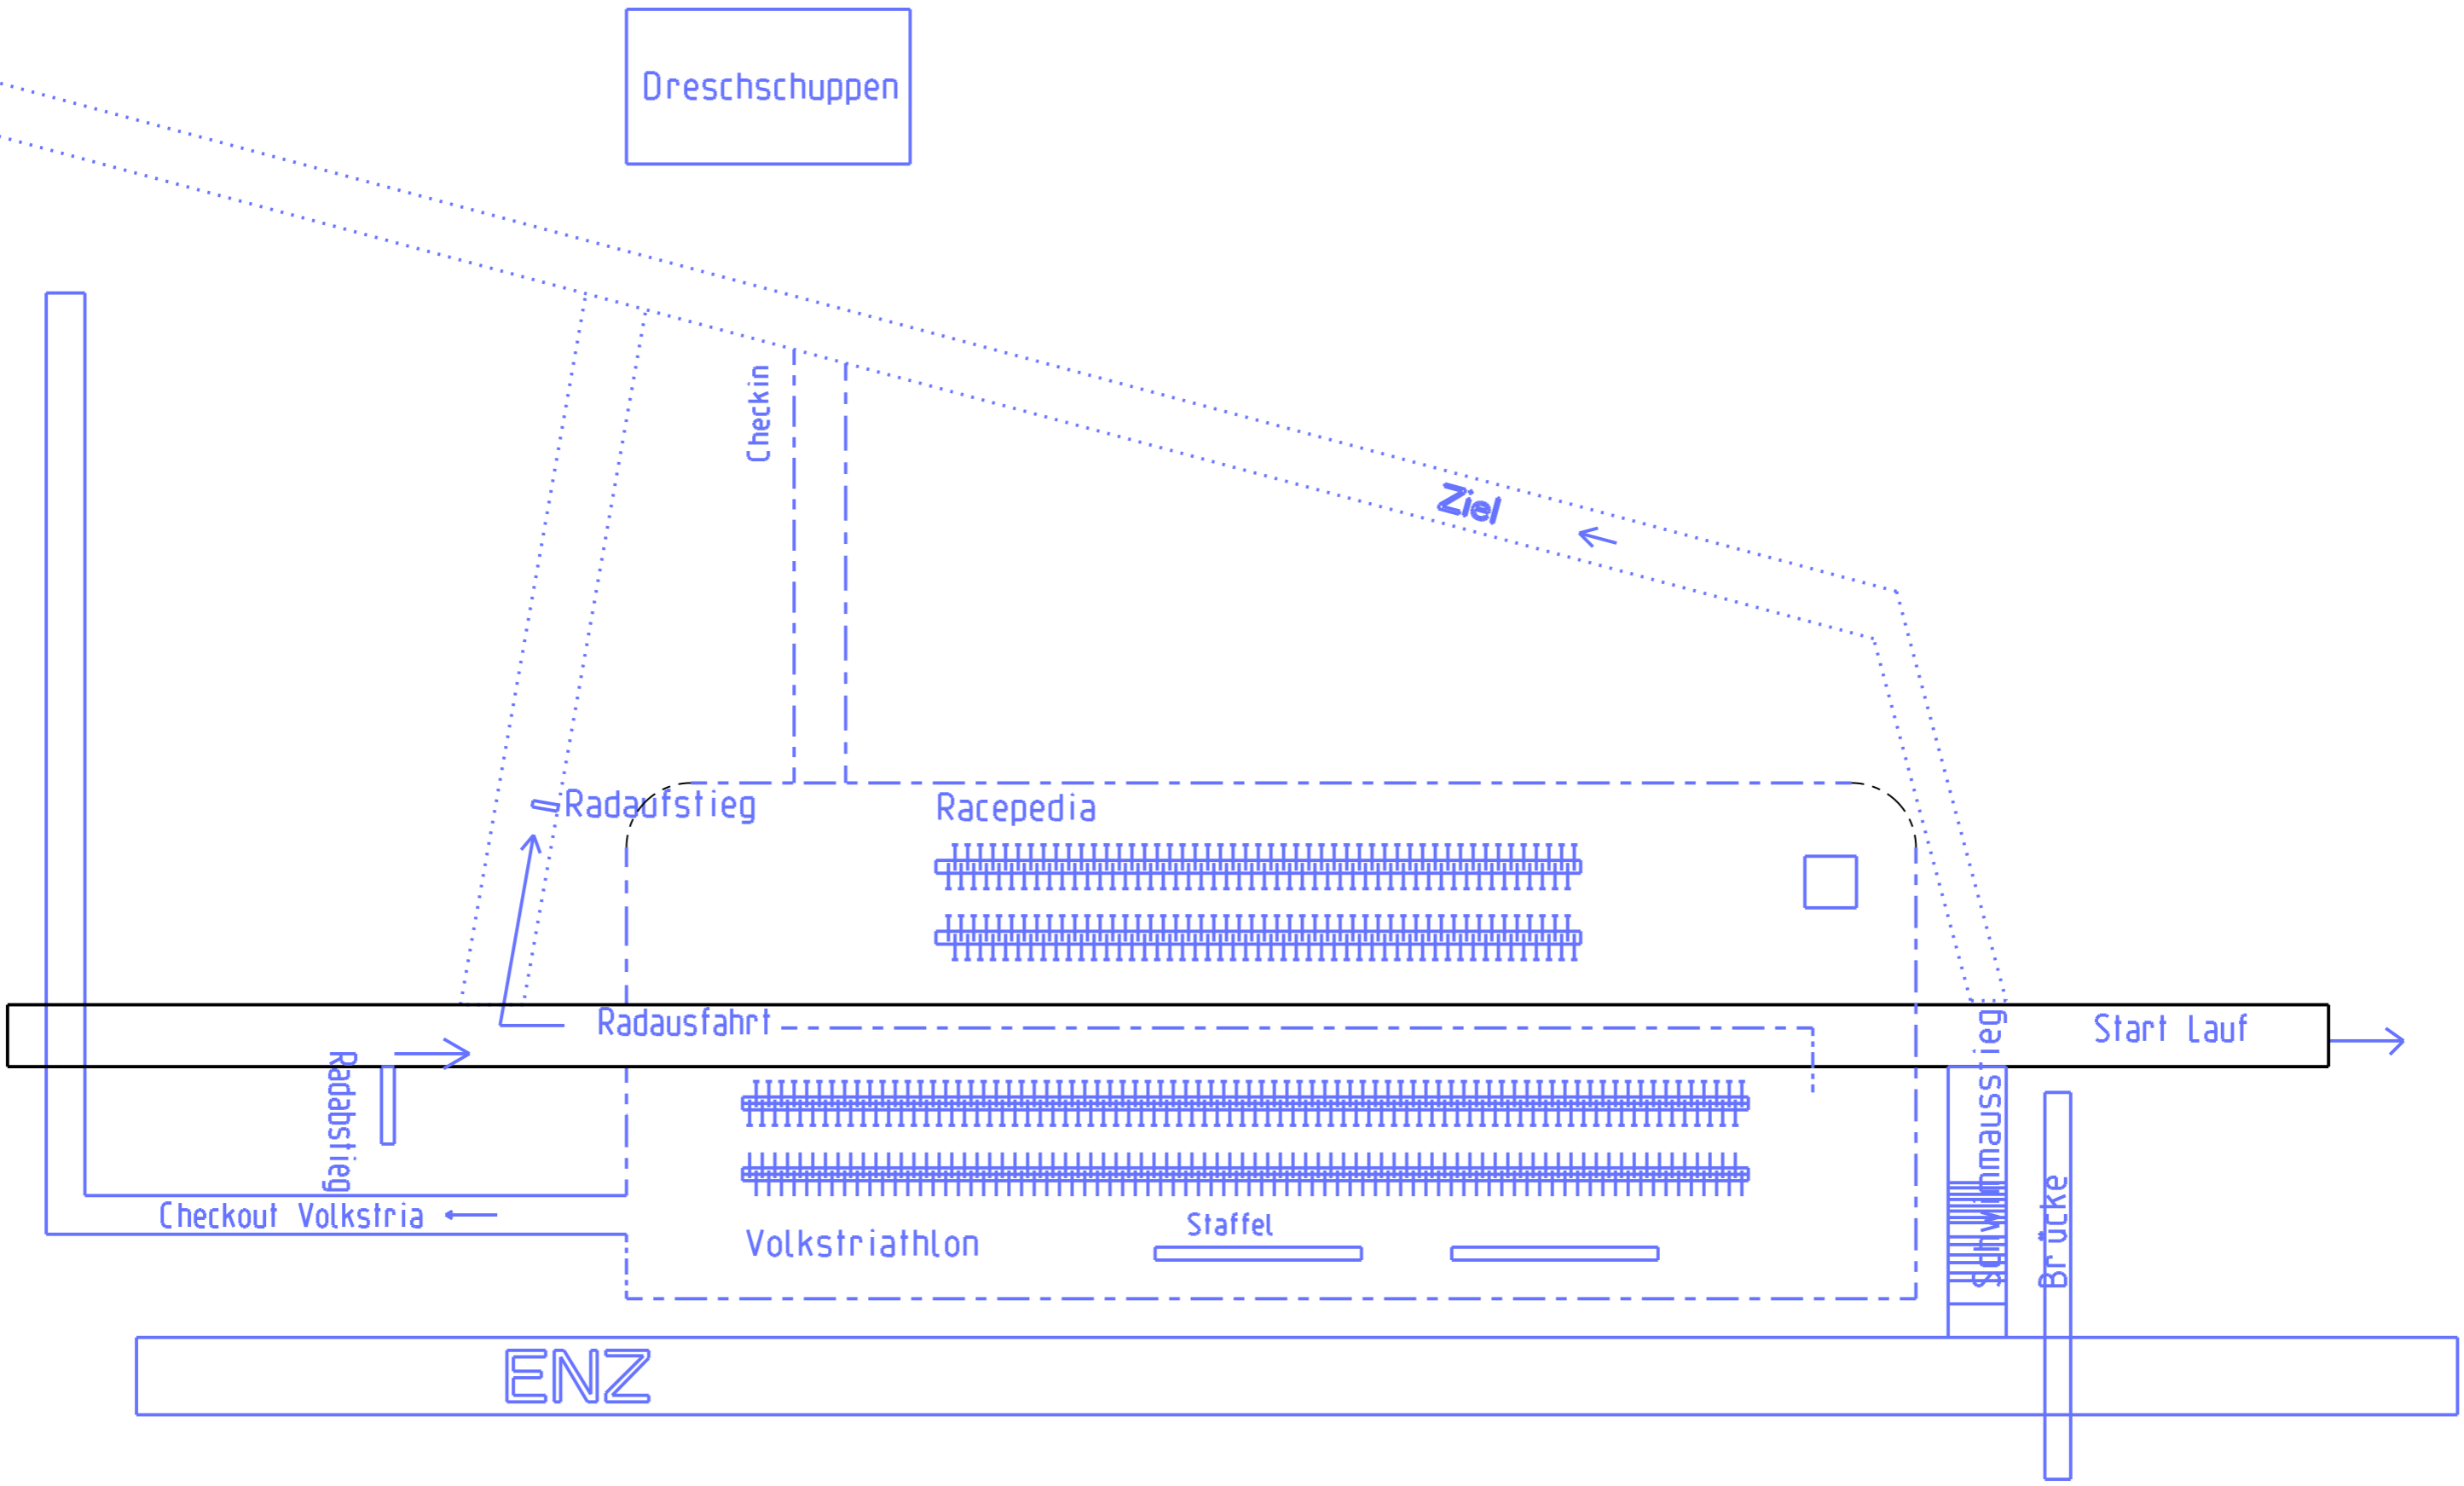 Dreschschuppen
Checkin
Ziel
Radaufstieg
Racepedia
Radausfahrt
Start Lauf
Radabstieg
Schwimmausstieg
Checkout Volkstria
Volkstriathlon
Staffel
Brücke
ENZ